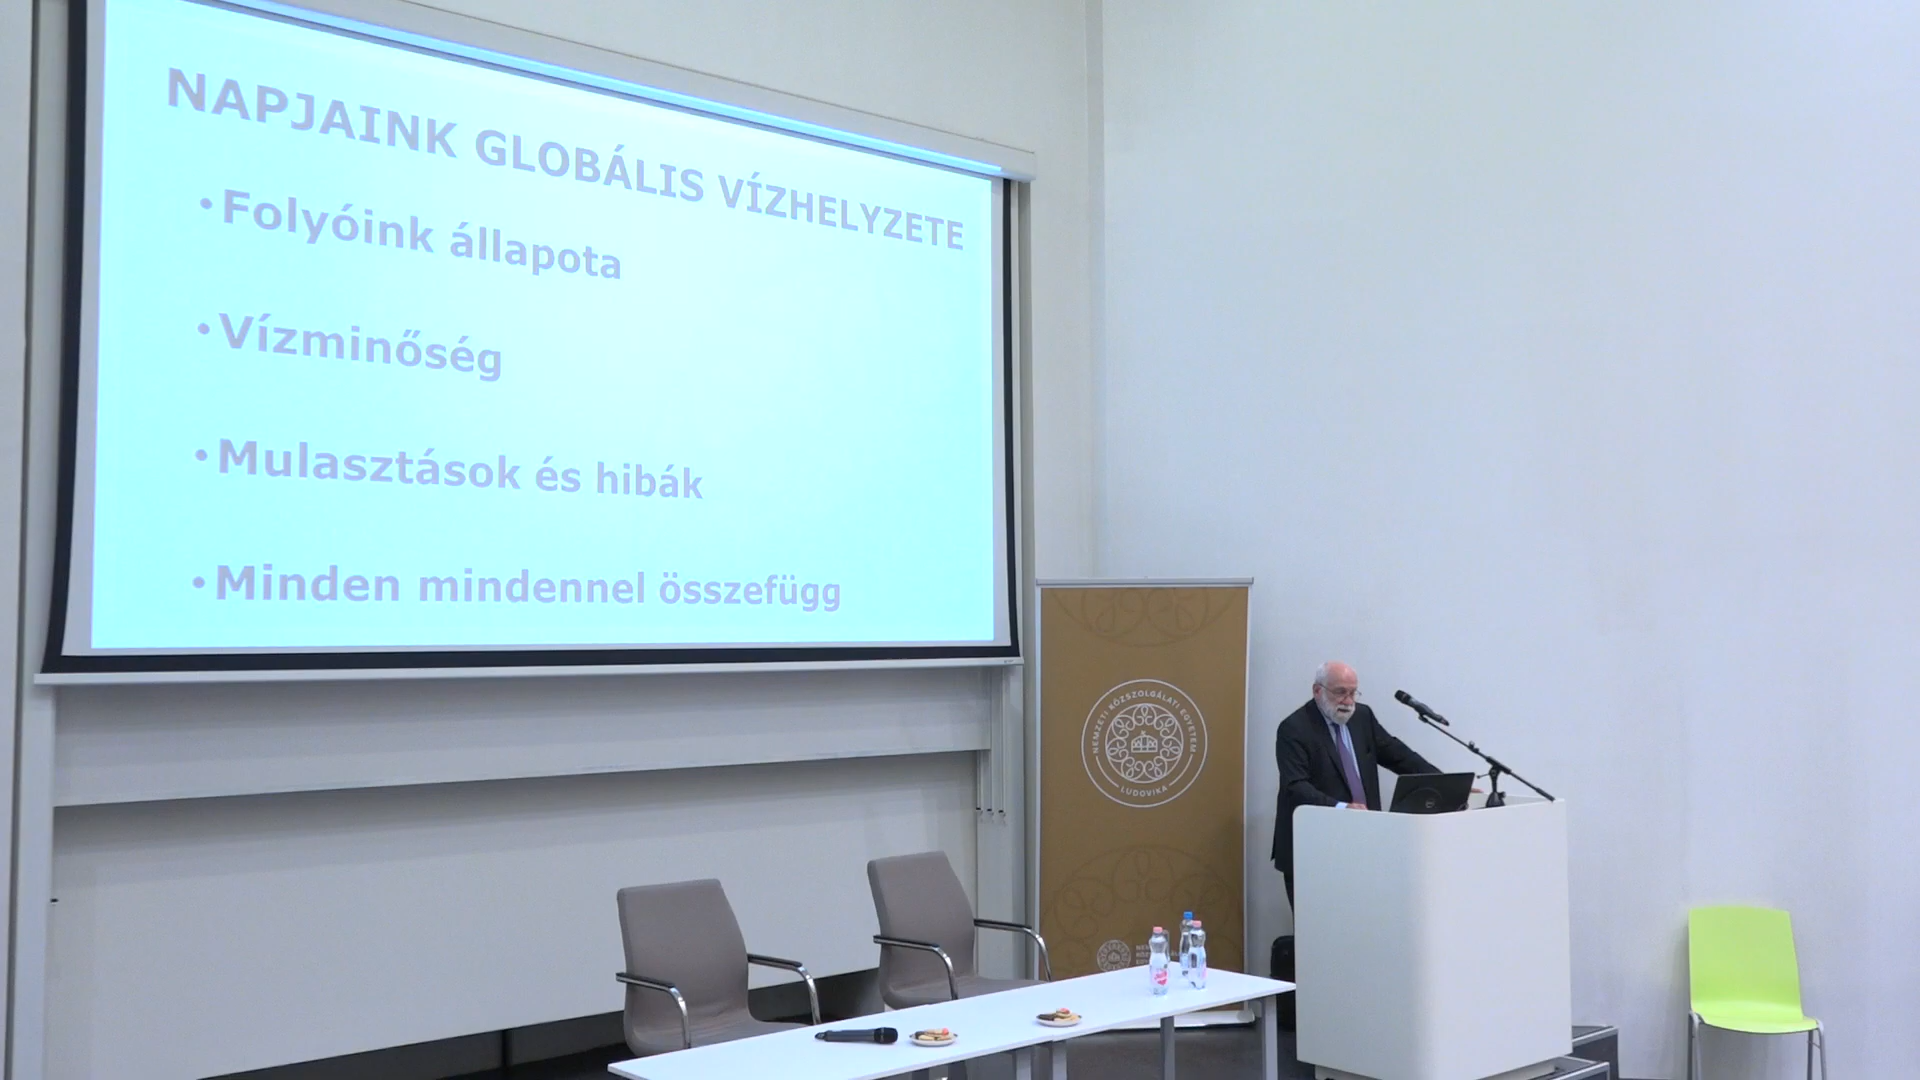 NAPJAINK GLOBÁLIS VÍZHELYZETE
•Folyóink állapota
•Vízminőség
•Mulasztások és hibák
•Minden mindennel összefügg
NEMZETI KÖZSZOLGÁLATI EGYETEM
LUDOVIKA